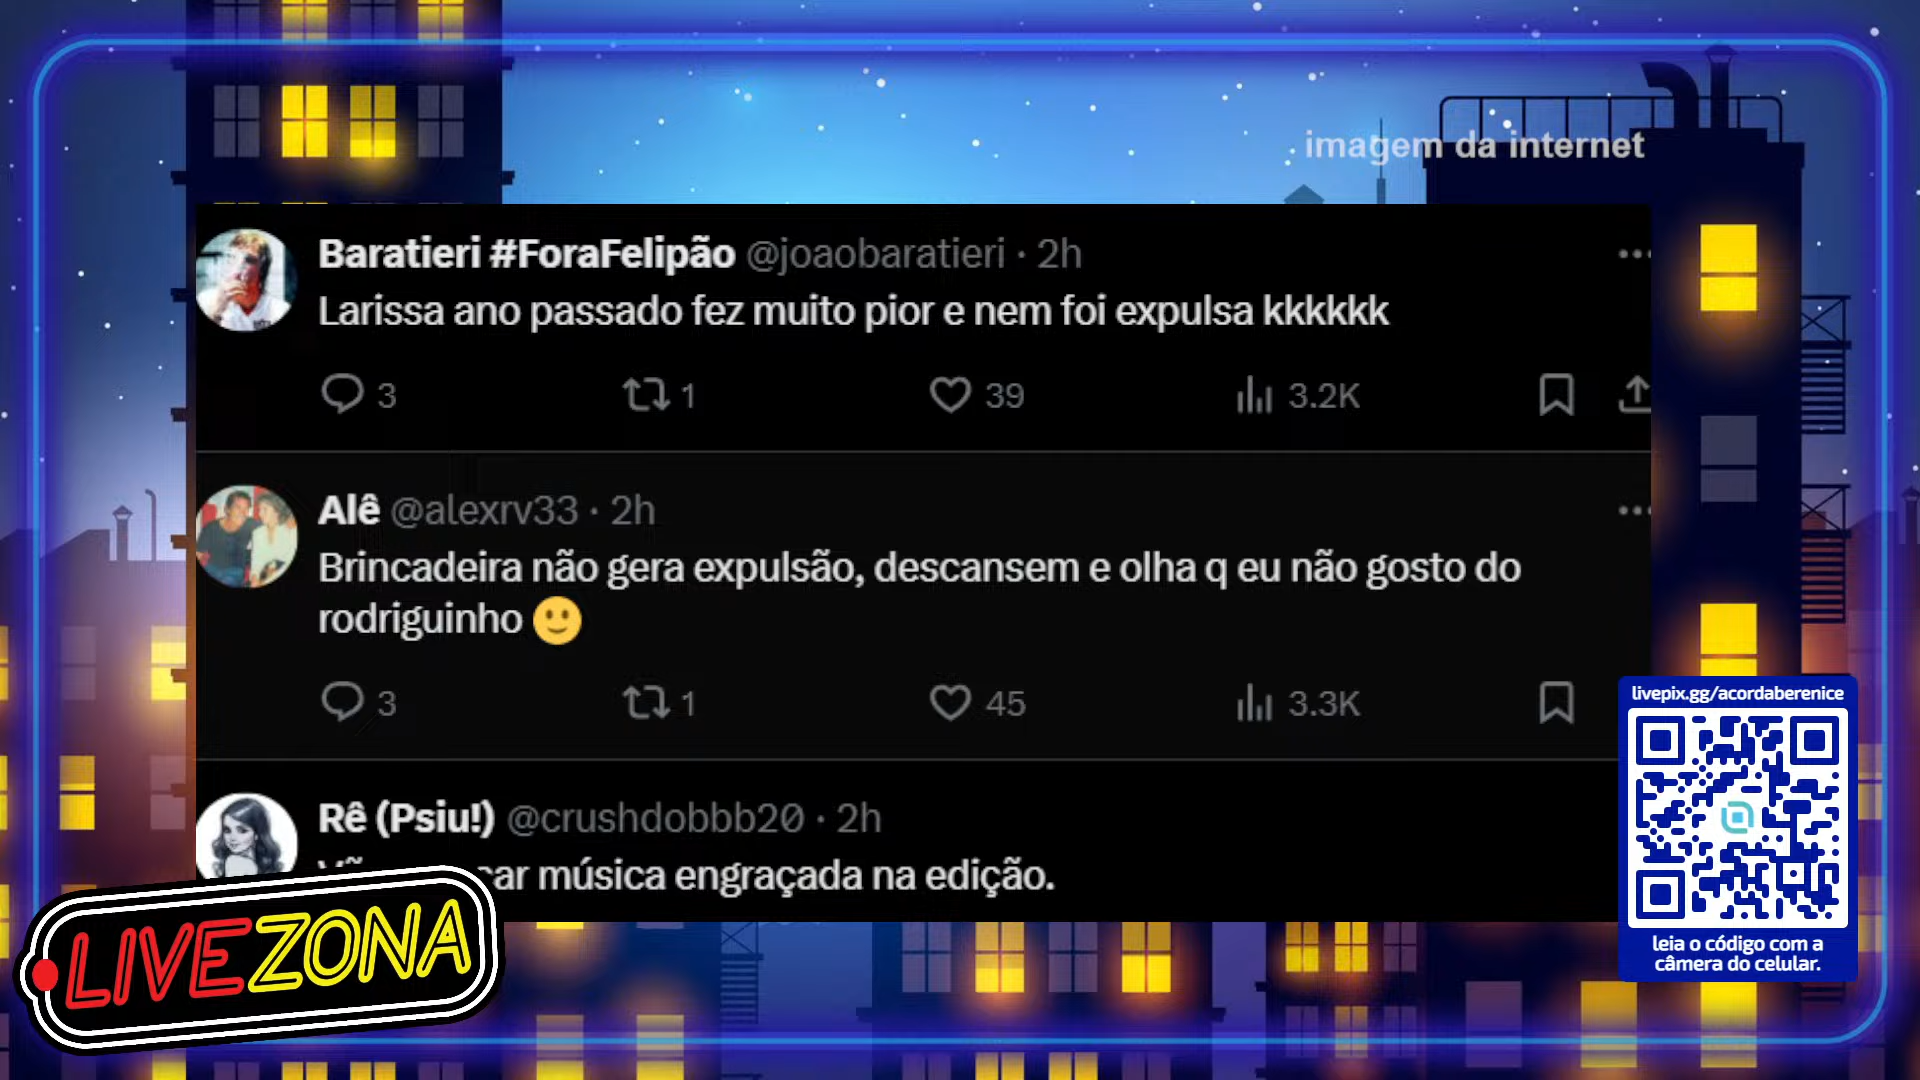 imagem da internet
Baratieri #ForaFelipão @joaobaratieri · 2h
Larissa ano passado fez muito pior e nem foi expulsa kkkkkk
3 1 39 3.2K
Alê @alexrv33 · 2h
Brincadeira não gera expulsão, descansem e olha q eu não gosto do
rodriguinho 🙂
3 1 45 3.3K
Rê (Psiu!) @crushdobbb20 · 2h
música engraçada na edição.
LIVEZONA
livepix.gg/acordaberenice
leia o código com a
câmera do celular.